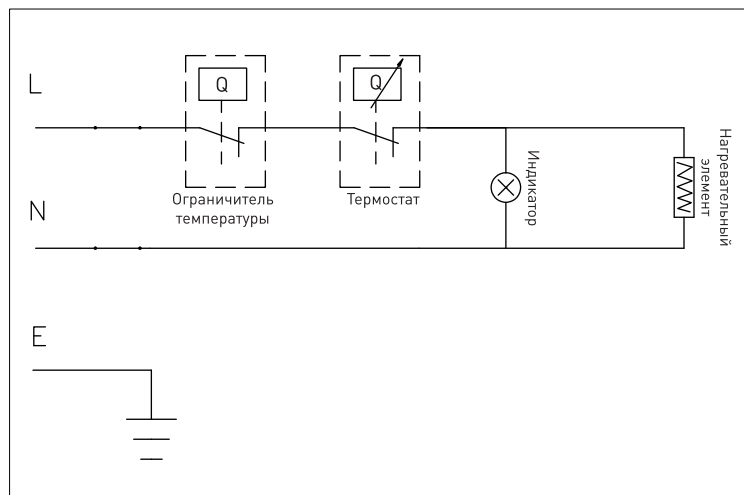 L
Q
Q
Ограничитель
температуры
Термостат
Индикатор
Нагревательный
элемент
N
E